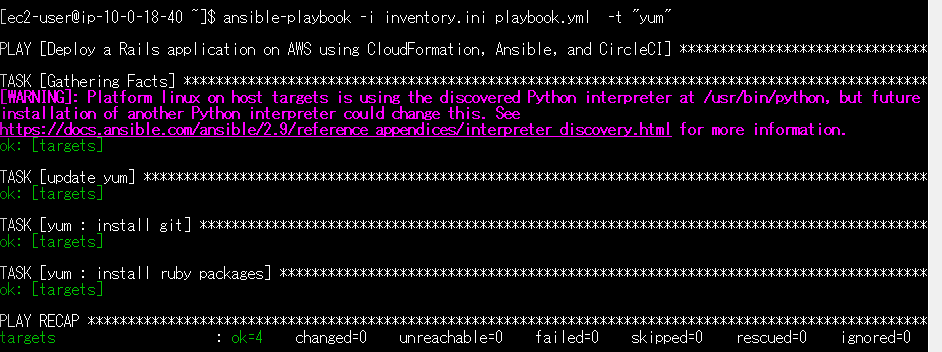 [ec2-user@ip-10-0-18-40 ~]$ ansible-playbook -i inventory.ini playbook.yml  -t "yum"
PLAY [Deploy a Rails application on AWS using CloudFormation, Ansible, and CircleCI] *******************************
TASK [Gathering Facts] *********************************************************************************************
[WARNING]: Platform linux on host targets is using the discovered Python interpreter at /usr/bin/python, but future
installation of another Python interpreter could change this. See
https://docs.ansible.com/ansible/2.9/reference_appendices/interpreter_discovery.html for more information.
ok: [targets]
TASK [update yum] **************************************************************************************************
ok: [targets]
TASK [yum : install git] *******************************************************************************************
ok: [targets]
TASK [yum : install ruby packages] *********************************************************************************
ok: [targets]
PLAY RECAP *********************************************************************************************************
targets                    : ok=4    changed=0    unreachable=0    failed=0    skipped=0    rescued=0    ignored=0